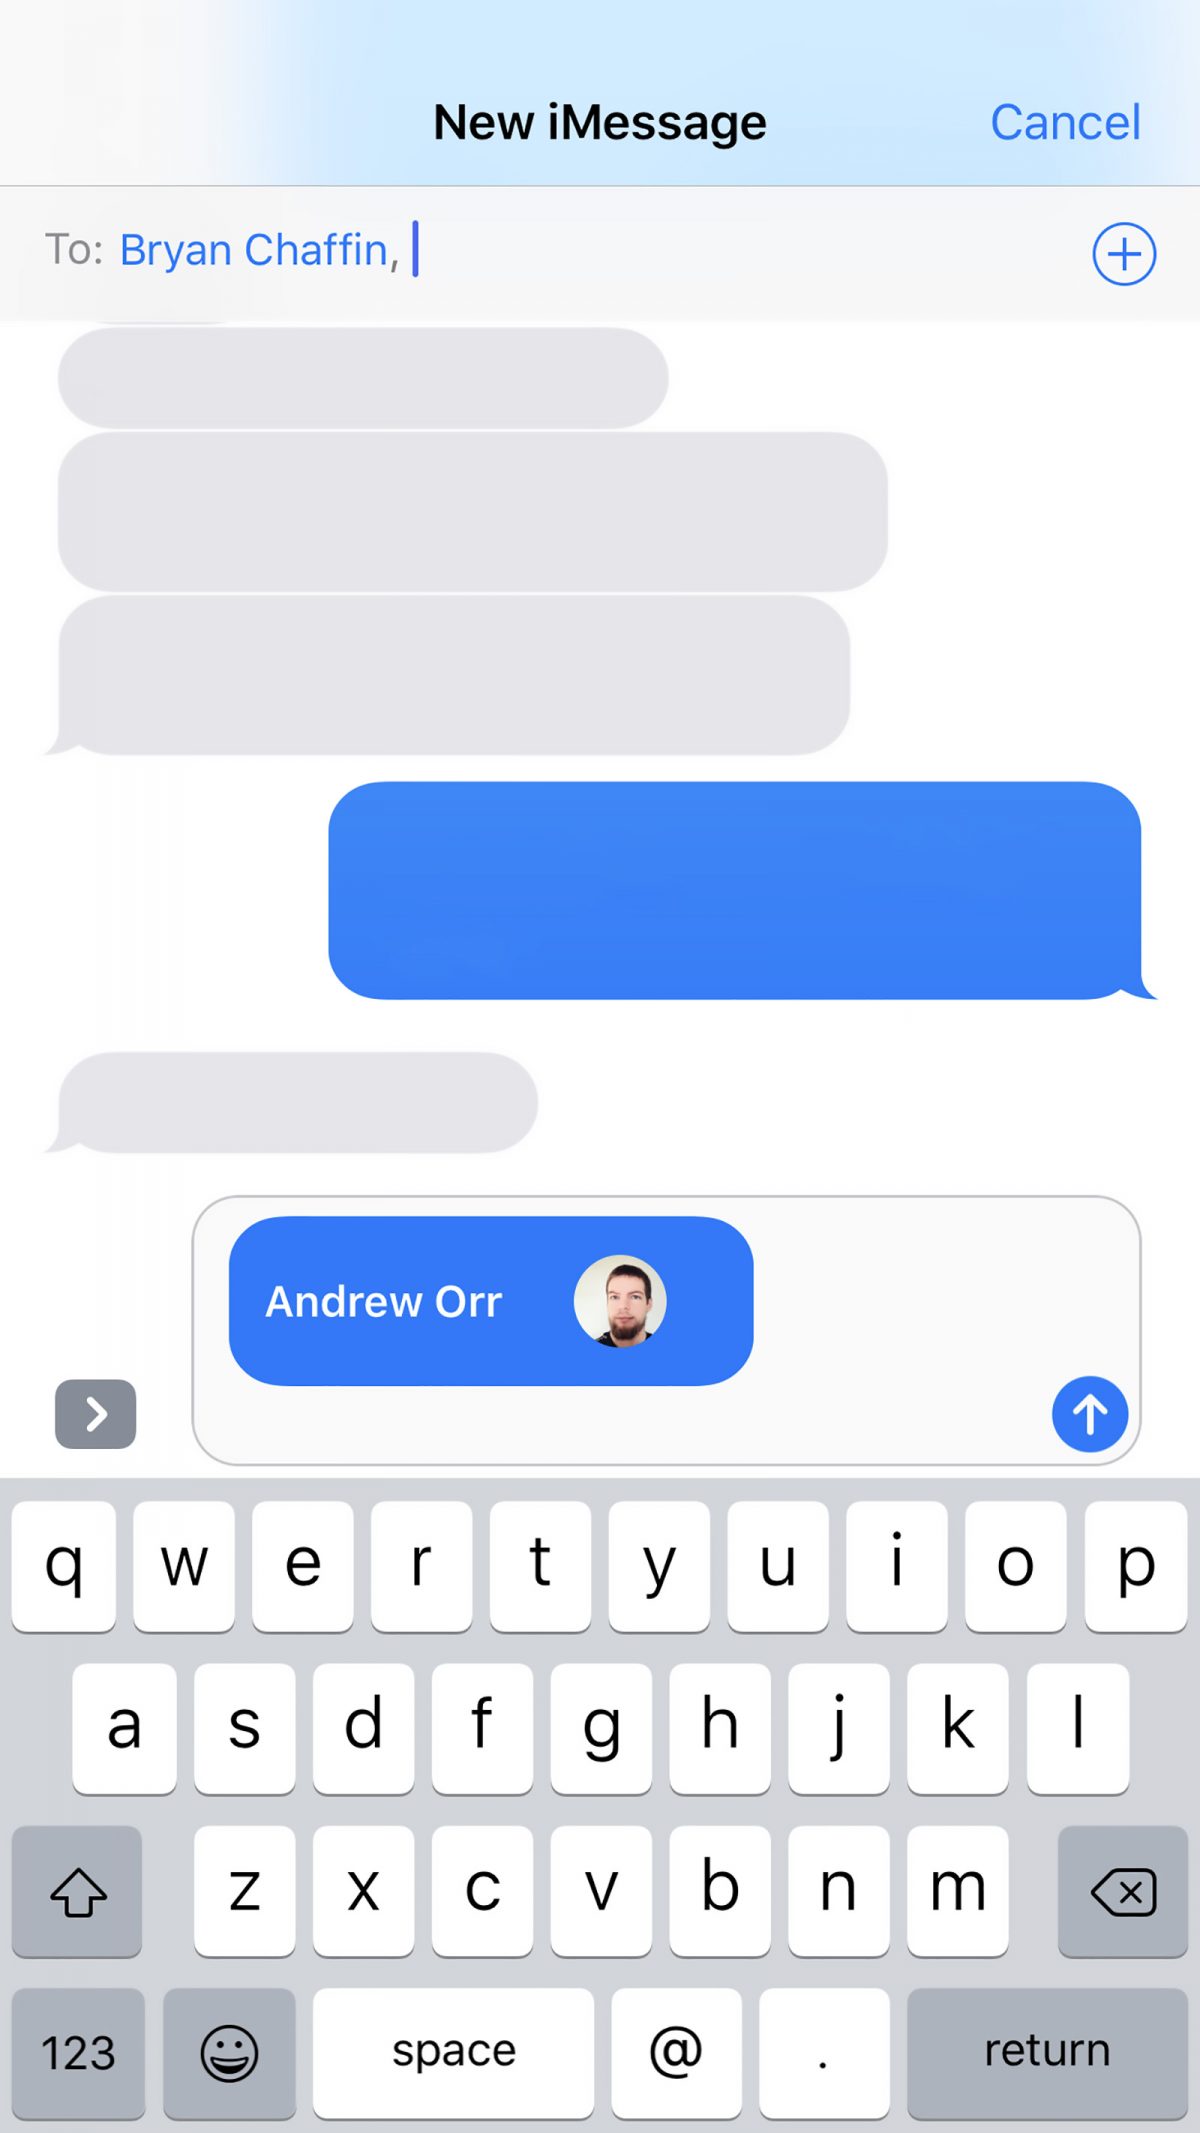 New iMessage Cancel
To: Bryan Chaffin,
Andrew Orr
q w e r t y u i o p
a s d f g h j k l
z x c v b n m
123 space @ . return